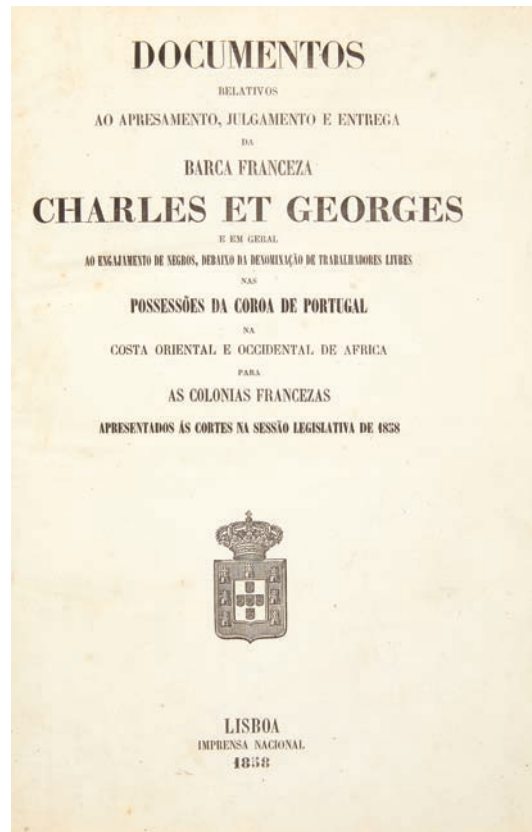 DOCUMENTOS
RELATIVOS
AO APRESAMENTO, JULGAMENTO E ENTREGA
DA
BARCA FRANCEZA
CHARLES ET GEORGES
E EM GERAL
AO ENGAJAMENTO DE NEGROS, DEBAIXO DA DENOMINAÇÃO DE TRABALHADORES LIVRES
NAS
POSSESSÕES DA COROA DE PORTUGAL
NA
COSTA ORIENTAL E OCCIDENTAL DE AFRICA
PARA
AS COLONIAS FRANCEZAS
APRESENTADOS ÁS CORTES NA SESSÃO LEGISLATIVA DE 1858
LISBOA
IMPRENSA NACIONAL
1858